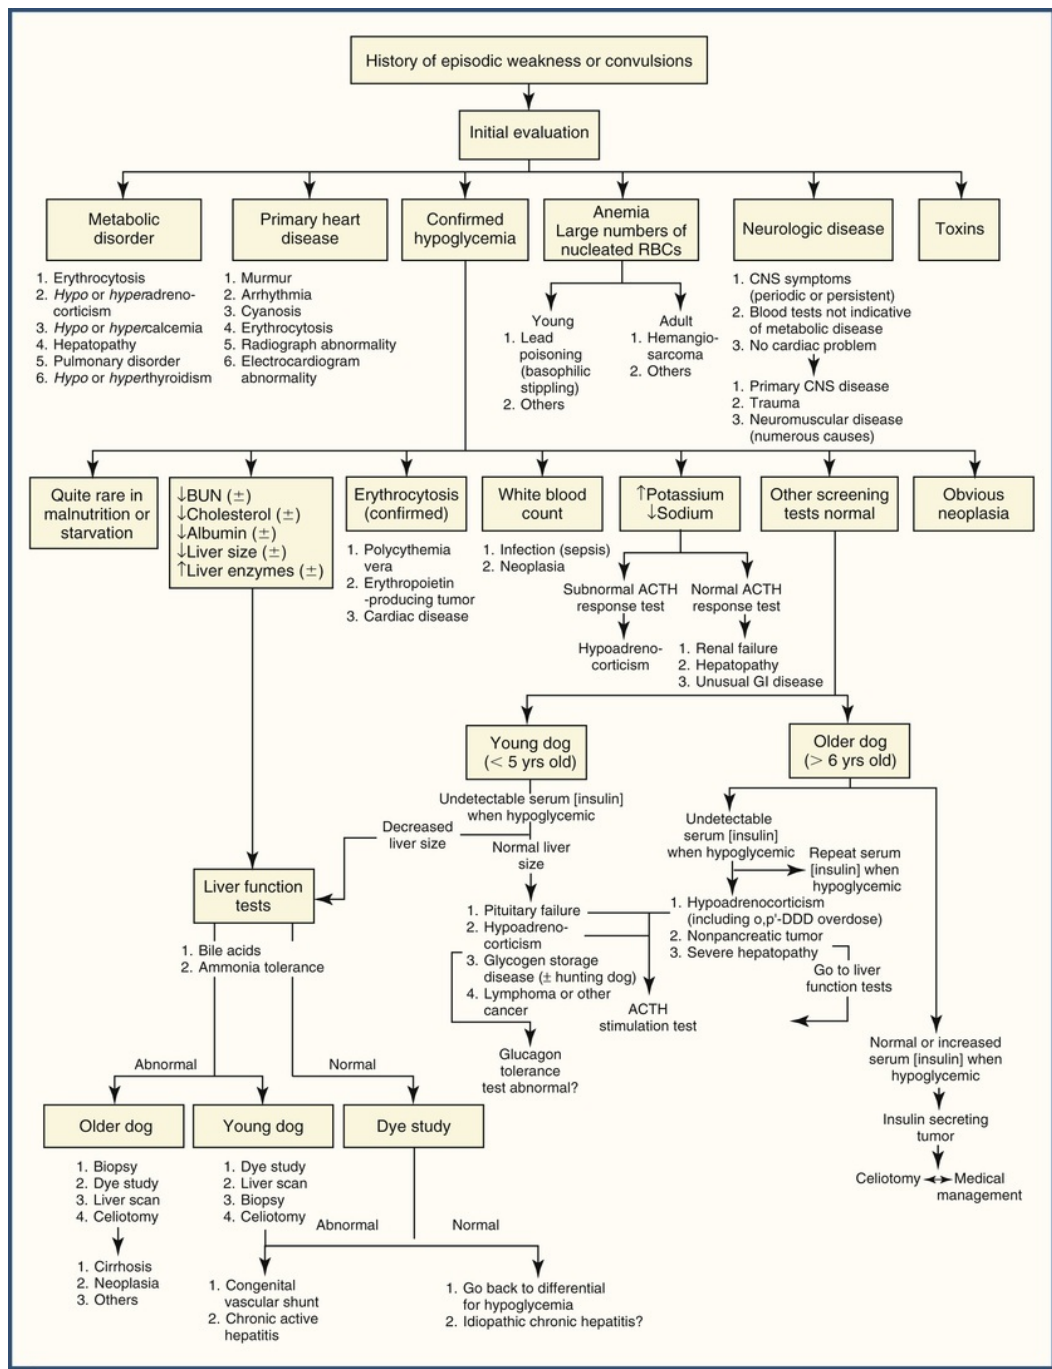 History of episodic weakness or convulsions
Initial evaluation
Metabolic
disorder
1. Erythrocytosis
2. Hypo or hyperadreno-
corticism
3. Hypo or hypercalcemia
4. Hepatopathy
5. Pulmonary disorder
6. Hypo or hyperthyroidism
Primary heart
disease
1. Murmur
2. Arrhythmia
3. Cyanosis
4. Erythrocytosis
5. Radiograph abnormality
6. Electrocardiogram
abnormality
Confirmed
hypoglycemia
Anemia
Large numbers of
nucleated RBCs
Young
1. Lead
poisoning
(basophilic
stippling)
2. Others
Adult
1. Hemangio-
sarcoma
2. Others
Neurologic disease
1. CNS symptoms
(periodic or persistent)
2. Blood tests not indicative
of metabolic disease
3. No cardiac problem
1. Primary CNS disease
2. Trauma
3. Neuromuscular disease
(numerous causes)
Toxins
Quite rare in
malnutrition or
starvation
↓BUN (±)
↓Cholesterol (±)
↓Albumin (±)
↓Liver size (±)
↑Liver enzymes (±)
Erythrocytosis
(confirmed)
1. Polycythemia
vera
2. Erythropoietin
-producing tumor
3. Cardiac disease
White blood
count
1. Infection (sepsis)
2. Neoplasia
↑Potassium
↓Sodium
Subnormal ACTH
response test
Hypoadreno-
corticism
Normal ACTH
response test
1. Renal failure
2. Hepatopathy
3. Unusual GI disease
Other screening
tests normal
Obvious
neoplasia
Young dog
(< 5 yrs old)
Undetectable serum [insulin]
when hypoglycemic
Decreased
liver size
Normal liver
size
1. Pituitary failure
2. Hypoadreno-
corticism
3. Glycogen storage
disease (± hunting dog)
4. Lymphoma or other
cancer
Glucagon
tolerance
test abnormal?
ACTH
stimulation test
Older dog
(> 6 yrs old)
Undetectable
serum [insulin]
when hypoglycemic
Repeat serum
[insulin] when
hypoglycemic
1. Hypoadrenocorticism
(including o,p'-DDD overdose)
2. Nonpancreatic tumor
3. Severe hepatopathy
Go to liver
function tests
Normal or increased
serum [insulin] when
hypoglycemic
Insulin secreting
tumor
Celiotomy
Medical
management
Liver function
tests
1. Bile acids
2. Ammonia tolerance
Abnormal
Normal
Older dog
1. Biopsy
2. Dye study
3. Liver scan
4. Celiotomy
1. Cirrhosis
2. Neoplasia
3. Others
Young dog
1. Dye study
2. Liver scan
3. Biopsy
4. Celiotomy
Dye study
Abnormal
Normal
1. Congenital
vascular shunt
2. Chronic active
hepatitis
1. Go back to differential
for hypoglycemia
2. Idiopathic chronic hepatitis?